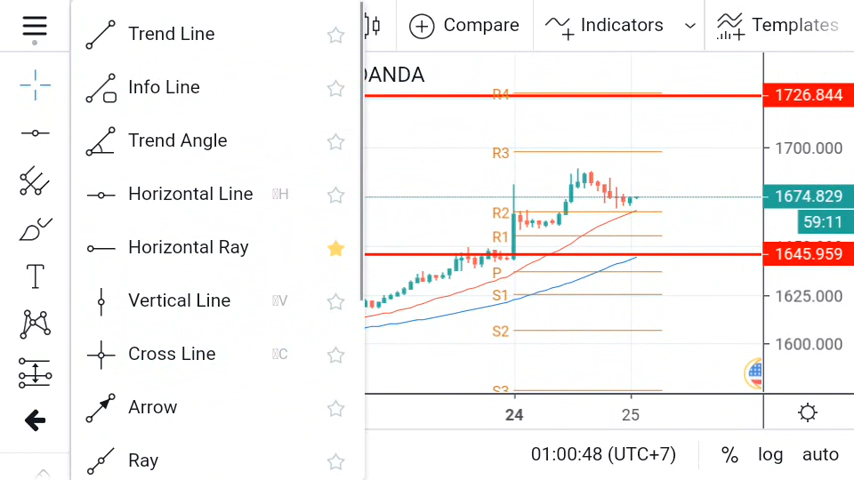 Trend Line
Info Line
Trend Angle
Horizontal Line H
Horizontal Ray
Vertical Line V
Cross Line C
Arrow
Ray
Compare
Indicators
Templates
OANDA
R4
R3
R2
R1
P
S1
S2
S3
1726.844
1700.000
1674.829
59:11
1645.959
1625.000
1600.000
24 25
01:00:48 (UTC+7) % log auto